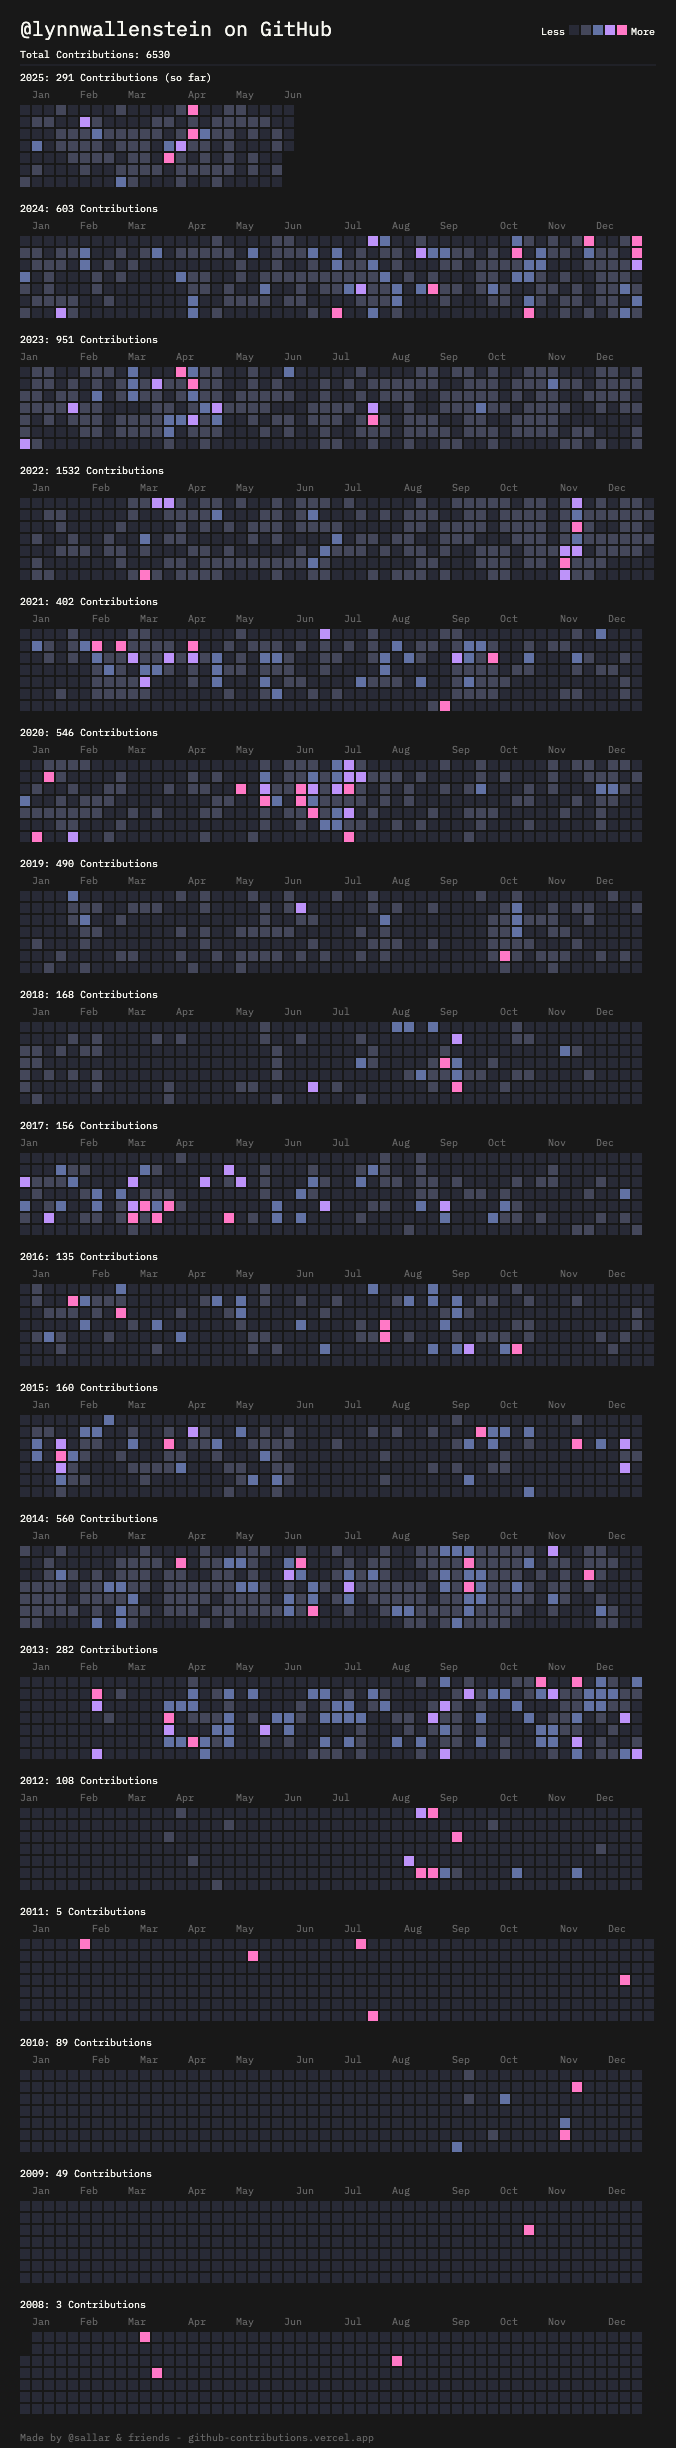 @lynnwallenstein on GitHub
Less More
Total Contributions: 6530
2025: 291 Contributions (so far)
Jan Feb Mar Apr May Jun
2024: 603 Contributions
Jan Feb Mar Apr May Jun Jul Aug Sep Oct Nov Dec
2023: 951 Contributions
Jan Feb Mar Apr May Jun Jul Aug Sep Oct Nov Dec
2022: 1532 Contributions
Jan Feb Mar Apr May Jun Jul Aug Sep Oct Nov Dec
2021: 402 Contributions
Jan Feb Mar Apr May Jun Jul Aug Sep Oct Nov Dec
2020: 546 Contributions
Jan Feb Mar Apr May Jun Jul Aug Sep Oct Nov Dec
2019: 490 Contributions
Jan Feb Mar Apr May Jun Jul Aug Sep Oct Nov Dec
2018: 168 Contributions
Jan Feb Mar Apr May Jun Jul Aug Sep Oct Nov Dec
2017: 156 Contributions
Jan Feb Mar Apr May Jun Jul Aug Sep Oct Nov Dec
2016: 135 Contributions
Jan Feb Mar Apr May Jun Jul Aug Sep Oct Nov Dec
2015: 160 Contributions
Jan Feb Mar Apr May Jun Jul Aug Sep Oct Nov Dec
2014: 560 Contributions
Jan Feb Mar Apr May Jun Jul Aug Sep Oct Nov Dec
2013: 282 Contributions
Jan Feb Mar Apr May Jun Jul Aug Sep Oct Nov Dec
2012: 108 Contributions
Jan Feb Mar Apr May Jun Jul Aug Sep Oct Nov Dec
2011: 5 Contributions
Jan Feb Mar Apr May Jun Jul Aug Sep Oct Nov Dec
2010: 89 Contributions
Jan Feb Mar Apr May Jun Jul Aug Sep Oct Nov Dec
2009: 49 Contributions
Jan Feb Mar Apr May Jun Jul Aug Sep Oct Nov Dec
2008: 3 Contributions
Jan Feb Mar Apr May Jun Jul Aug Sep Oct Nov Dec
Made by @sallar & friends - github-contributions.vercel.app